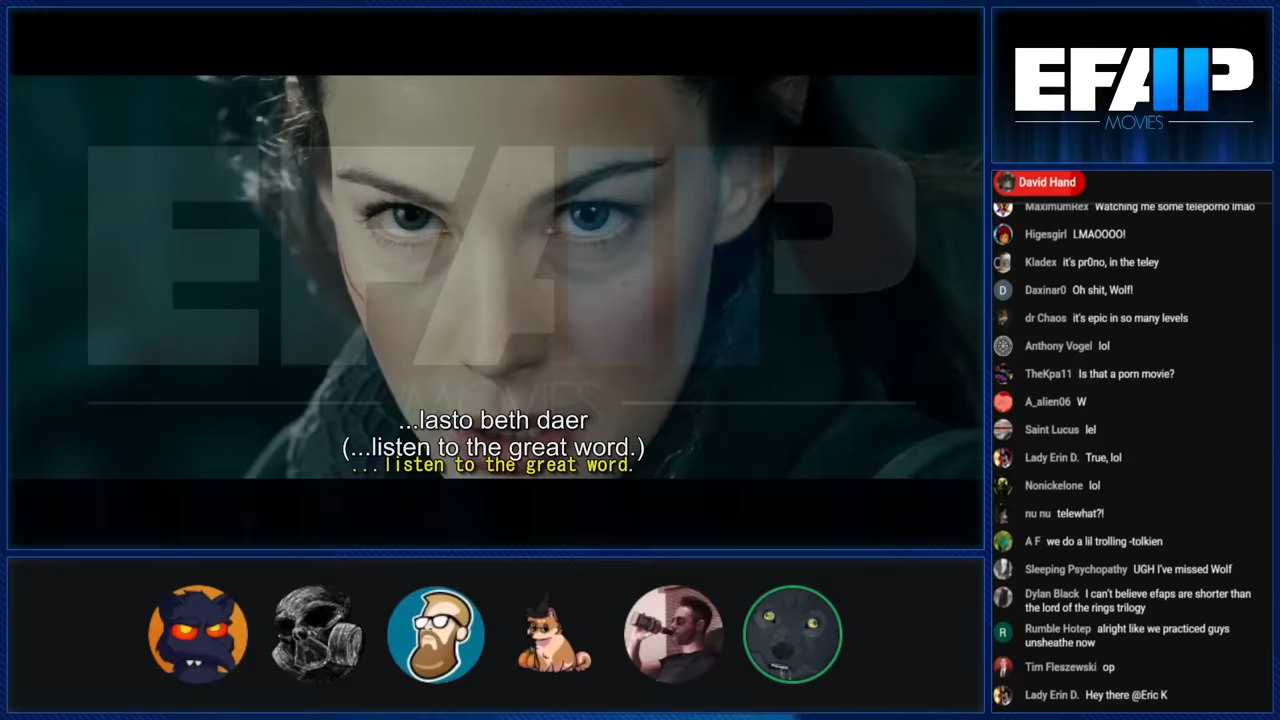 EFAP
MOVIES
...lasto beth daer
(...listen to the great word.)
...listen to the great word.
EFAP
MOVIES
David Hand
MaximumRex Watching me some teleporno lmao
Higesgirl LMAOOOO!
Kladex it's pr0no, in the teley
Daxinar0 Oh shit, Wolf!
dr Chaos it's epic in so many levels
Anthony Vogel lol
TheKpa11 Is that a porn movie?
A_alien06 W
Saint Lucus lel
Lady Erin D. True, lol
Nonickelone lol
nu nu telewhat?!
A F we do a lil trolling -tolkien
Sleeping Psychopathy UGH I've missed Wolf
Dylan Black I can't believe efaps are shorter than
the lord of the rings trilogy
Rumble Hotep alright like we practiced guys
unsheathe now
Tim Fleszewski op
Lady Erin D. Hey there @Eric K
D
R